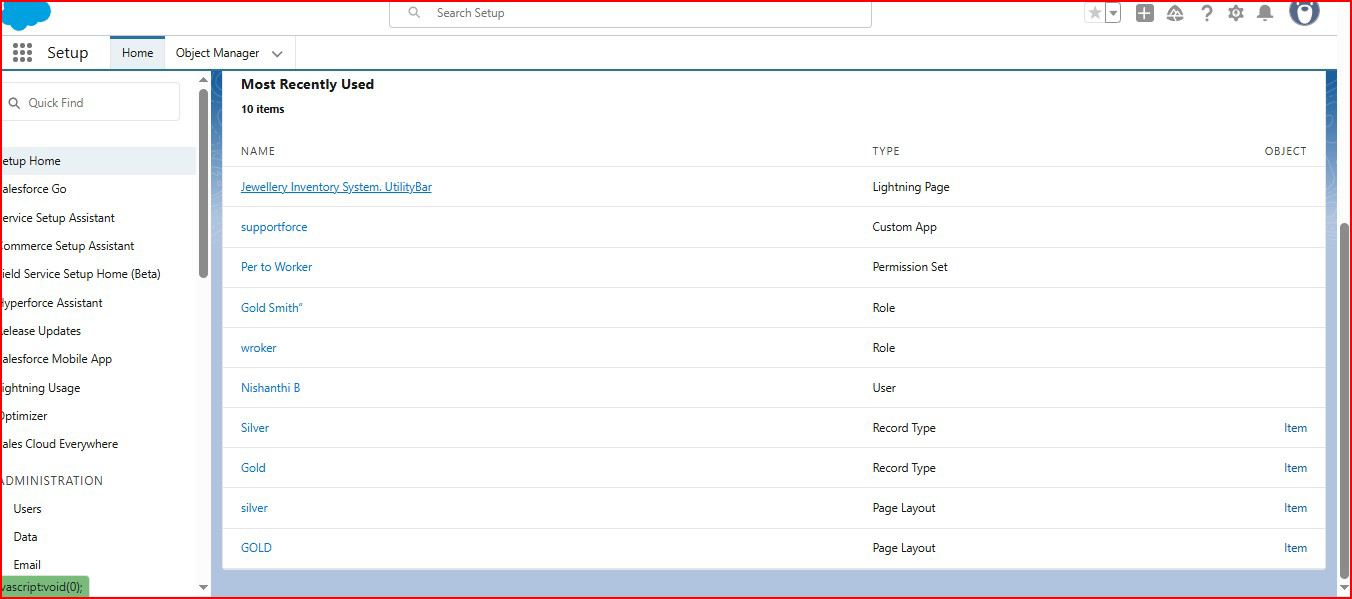 Search Setup
Setup
Home
Object Manager
Quick Find
etup Home
alesforce Go
ervice Setup Assistant
ommerce Setup Assistant
ield Service Setup Home (Beta)
yperforce Assistant
elease Updates
alesforce Mobile App
ightning Usage
ptimizer
ales Cloud Everywhere
DMINISTRATION
Users
Data
Email
vascript:void(0);
Most Recently Used
10 items
NAME TYPE OBJECT
Jewellery Inventory System. UtilityBar Lightning Page
supportforce Custom App
Per to Worker Permission Set
Gold Smith" Role
wroker Role
Nishanthi B User
Silver Record Type Item
Gold Record Type Item
silver Page Layout Item
GOLD Page Layout Item